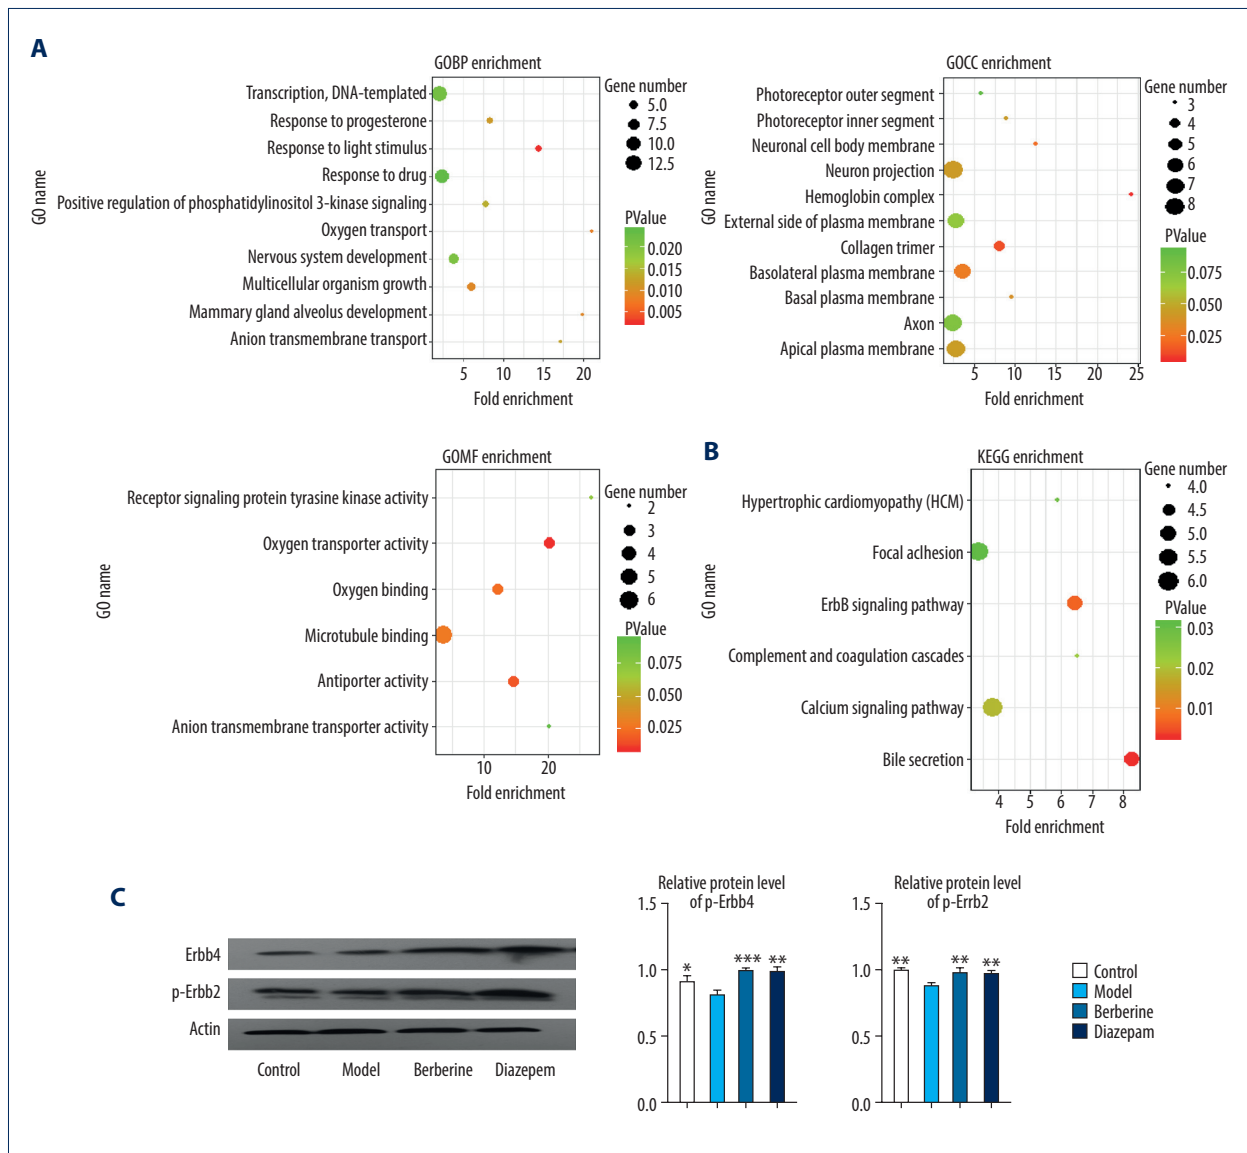 A
GOBP enrichment
GO name
Transcription, DNA-templated
Response to progesterone
Response to light stimulus
Response to drug
Positive regulation of phosphatidylinositol 3-kinase signaling
Oxygen transport
Nervous system development
Multicellular organism growth
Mammary gland alveolus development
Anion transmembrane transport
5 10 15 20
Fold enrichment
Gene number
5.0
7.5
10.0
12.5
PValue
0.020
0.015
0.010
0.005
GOCC enrichment
GO name
Photoreceptor outer segment
Photoreceptor inner segment
Neuronal cell body membrane
Neuron projection
Hemoglobin complex
External side of plasma membrane
Collagen trimer
Basolateral plasma membrane
Basal plasma membrane
Axon
Apical plasma membrane
5 10 15 20 25
Fold enrichment
Gene number
3
4
5
6
7
8
PValue
0.075
0.050
0.025
GOMF enrichment
GO name
Receptor signaling protein tyrasine kinase activity
Oxygen transporter activity
Oxygen binding
Microtubule binding
Antiporter activity
Anion transmembrane transporter activity
10 20
Fold enrichment
Gene number
2
3
4
5
6
PValue
0.075
0.050
0.025
B
KEGG enrichment
GO name
Hypertrophic cardiomyopathy (HCM)
Focal aclhesion
ErbB signaling pathway
Complement and coagulation cascades
Calcium signaling pathway
Bile secretion
4 5 6 7 8
Fold enrichment
Gene number
4.0
4.5
5.0
5.5
6.0
PValue
0.03
0.02
0.01
C
Erbb4
p-Erbb2
Actin
Control Model Berberine Diazepem
Relative protein level
of p-Erbb4
1.5
1.0
0.5
0.0
* *** **
Relative protein level
of p-Errb2
1.5
1.0
0.5
0.0
** ** **
Control
Model
Berberine
Diazepam